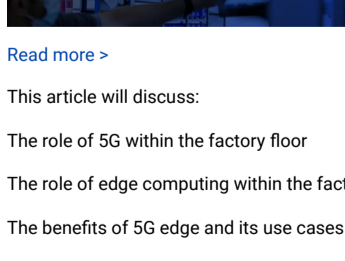 Read more >
This article will discuss:
The role of 5G within the factory floor
The role of edge computing within the
The benefits of 5G edge and its use cases